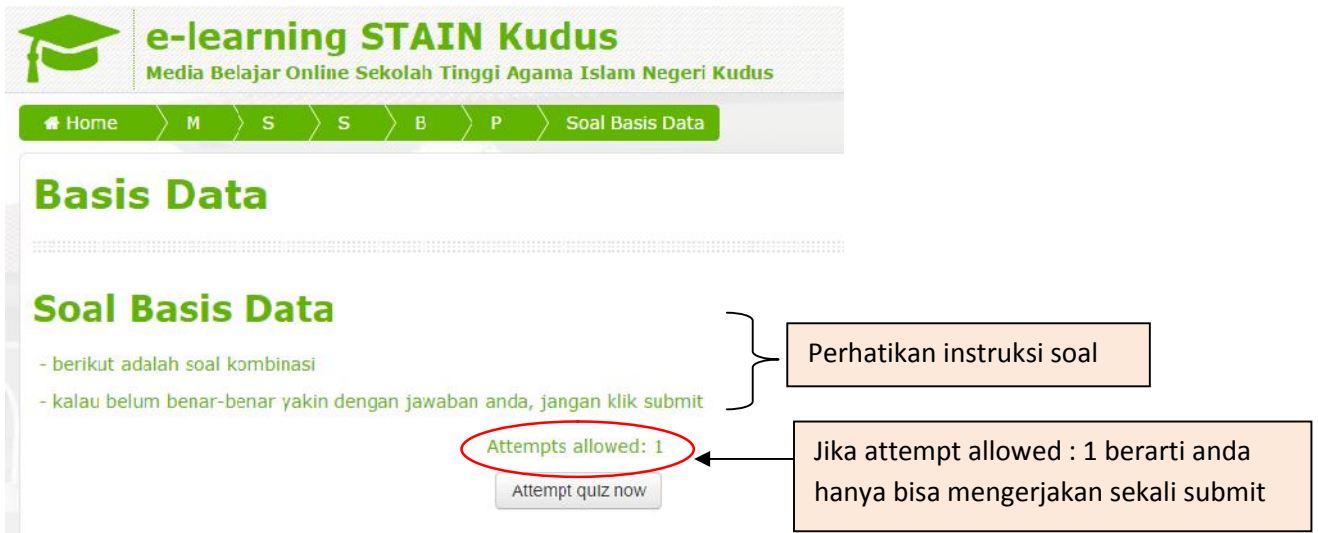 e-learning STAIN Kudus
Media Belajar Online Sekolah Tinggi Agama Islam Negeri Kudus
Home M S S B P Soal Basis Data
Basis Data
Soal Basis Data
- berikut adalah soal kombinasi
- kalau belum benar-benar yakin dengan jawaban anda, jangan klik submit
Perhatikan instruksi soal
Attempts allowed: 1
Attempt quiz now
Jika attempt allowed : 1 berarti anda
hanya bisa mengerjakan sekali submit